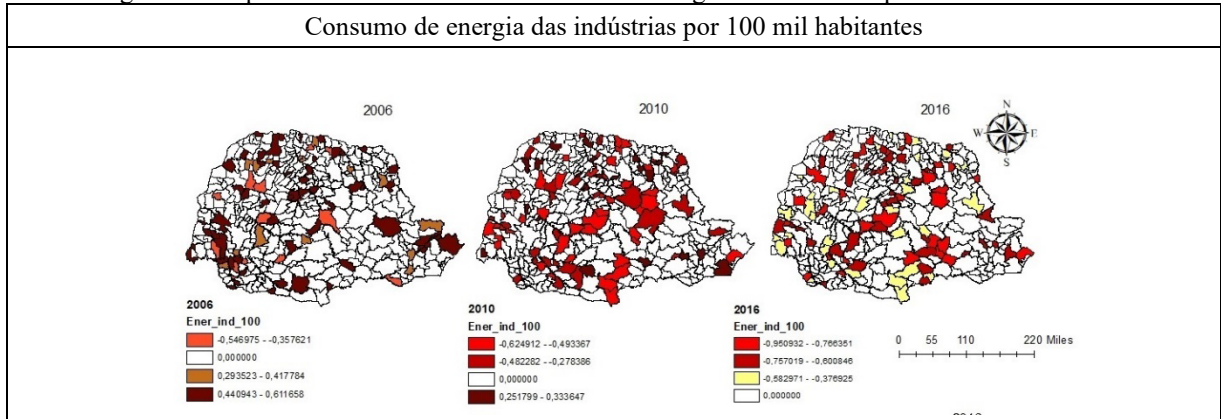 Consumo de energia das indústrias por 100 mil habitantes
2006
2010
2016
N
W
E
S
2006
Ener_ind_100
-0,546975 - -0,357621
0,000000
0,293523 - 0,417784
0,440943 - 0,611658
2010
Ener_ind_100
-0,624912 - -0,493367
-0,482282 - -0,278386
0,000000
0,251799 - 0,333647
2016
Ener_ind_100
-0,950932 - -0,766351
-0,757019 - -0,600846
-0,582971 - -0,376925
0,000000
0 55 110 220 Miles